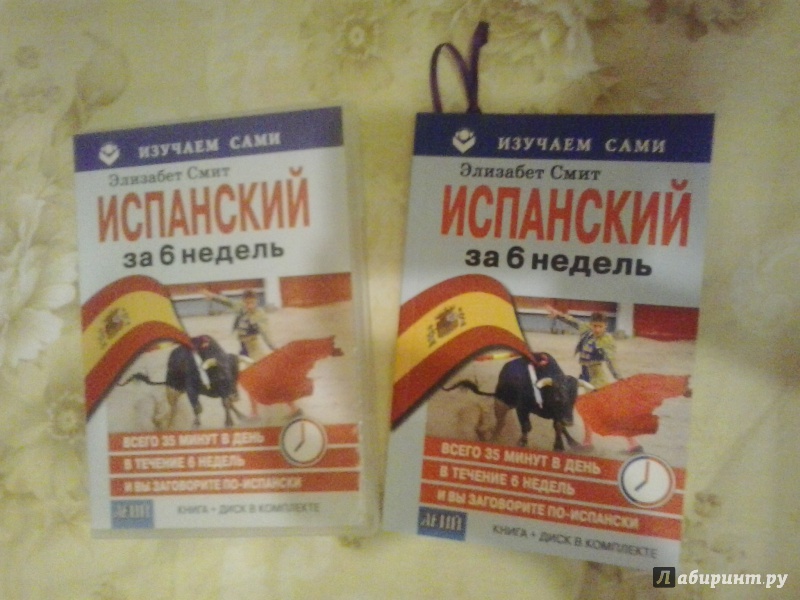 ИЗУЧАЕМ САМИ
Элизабет Смит
ИСПАНСКИЙ
за 6 недель
ВСЕГО 35 МИНУТ В ДЕНЬ
В ТЕЧЕНИЕ 6 НЕДЕЛЬ
И ВЫ ЗАГОВОРИТЕ ПО-ИСПАНСКИ
КНИГА + ДИСК В КОМПЛЕКТЕ
ИЗУЧАЕМ САМИ
Элизабет Смит
ИСПАНСКИЙ
за 6 недель
ВСЕГО 35 МИНУТ В ДЕНЬ
В ТЕЧЕНИЕ 6 НЕДЕЛЬ
И ВЫ ЗАГОВОРИТЕ ПО-ИСПАНСКИ
КНИГА + ДИСК В КОМПЛЕКТЕ
Лабиринт.ру